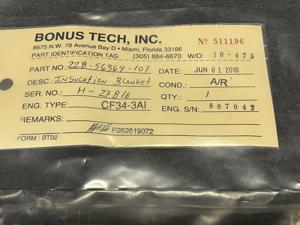 BONUS TECH, INC.
8575 N.W. 79 Avenue Bay D • Miami, Florida 33166
PART IDENTIFICATION TAG (305) 884-6670
Nº 511196
W/O: 10-475
PART NO.: 228-56364-107 DATE: JUN 01 2010
DESC: Insulation Blanket COND.: A/R
SER. NO.: H-27816 QTY.: 1
ENG. TYPE: CF34-3A1 ENG. S/N: 807042
REMARKS:
P262619072
FORM: BT02